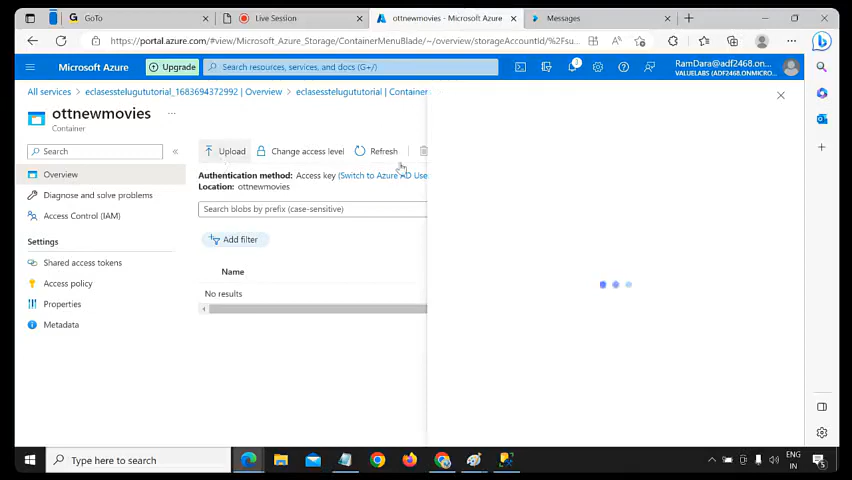 GoTo
Live Session
ottnewmovies - Microsoft Azure
Messages
https://portal.azure.com/#view/Microsoft_Azure_Storage/ContainerMenuBlade/~/overview/storageAccountId/%2Fsu...
Microsoft Azure
Upgrade
Search resources, services, and docs (G+/)
3
RamDara@adf2468.on...
VALUELABS (ADF2468.ONMICRO...
All services > eclasesstelugututorial_1683694372992 | Overview > eclasesstelugututorial | Container
ottnewmovies
...
Container
Search
Upload
Change access level
Refresh
Overview
Diagnose and solve problems
Access Control (IAM)
Settings
Shared access tokens
Access policy
Properties
Metadata
Authentication method: Access key (Switch to Azure AD Use
Location: ottnewmovies
Search blobs by prefix (case-sensitive)
Add filter
Name
No results
Type here to search
ENG
IN
5